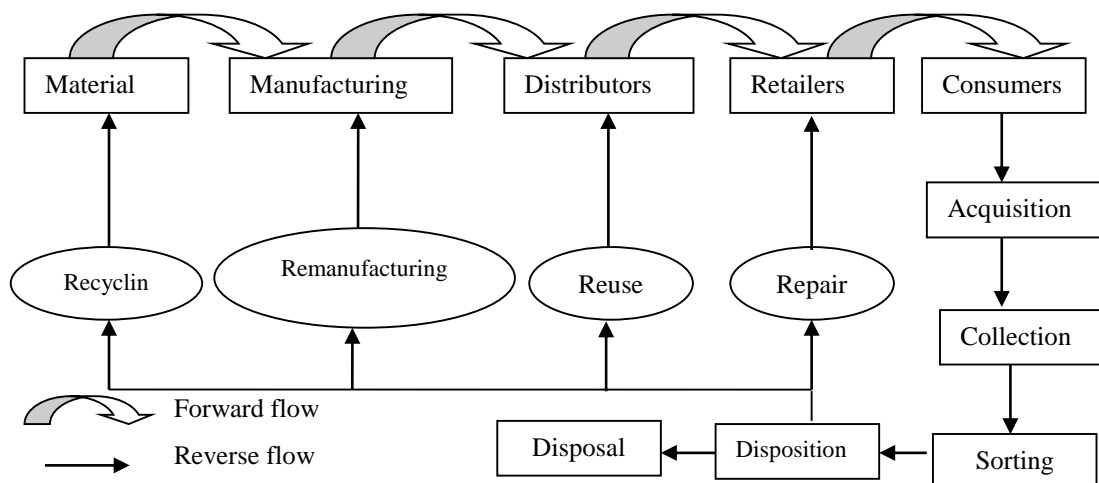 Material
Manufacturing
Distributors
Retailers
Consumers
Acquisition
Recyclin
Remanufacturing
Reuse
Repair
Collection
Forward flow
Reverse flow
Disposal
Disposition
Sorting